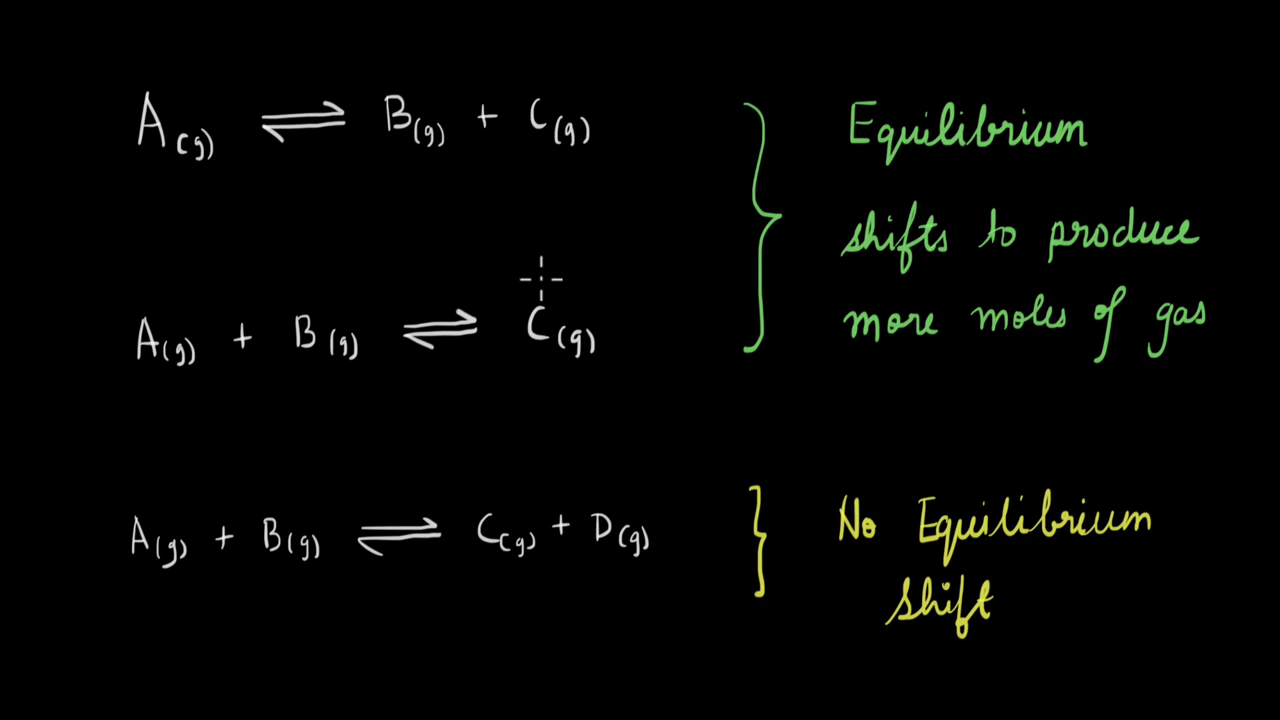 A(g) ⇌ B(g) + C(g)
Equilibrium
shifts to produce
more moles of gas
A(g) + B(g) ⇌ C(g)
A(g) + B(g) ⇌ C(g) + D(g)
No Equilibrium
shift